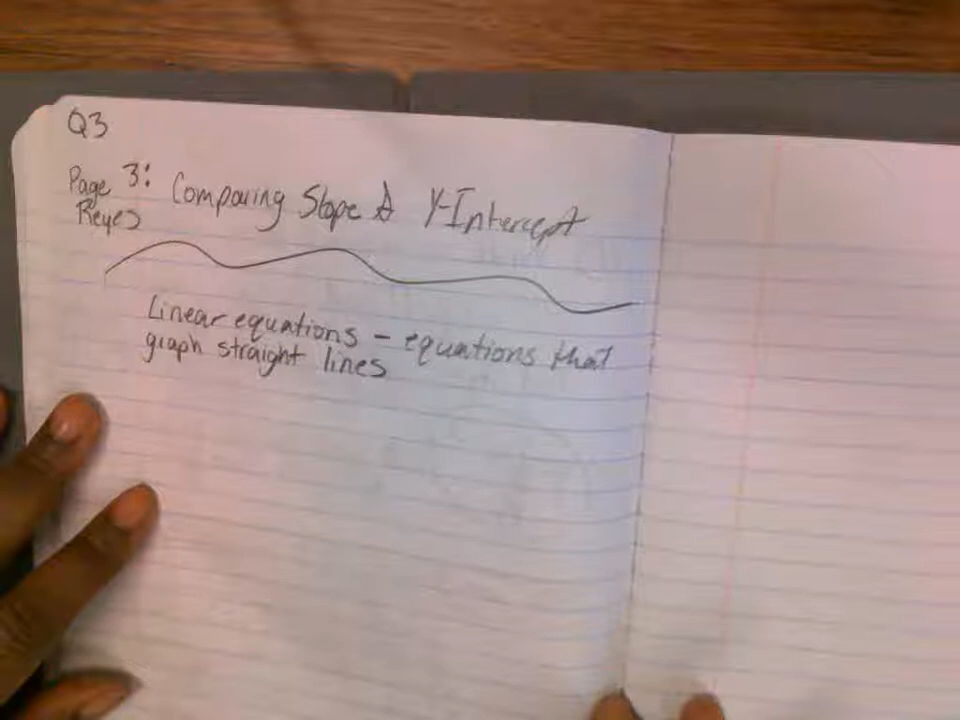 Q3
Page 3: Comparing Slope & Y-Intercept
Reyes
Linear equations - equations that
graph straight lines